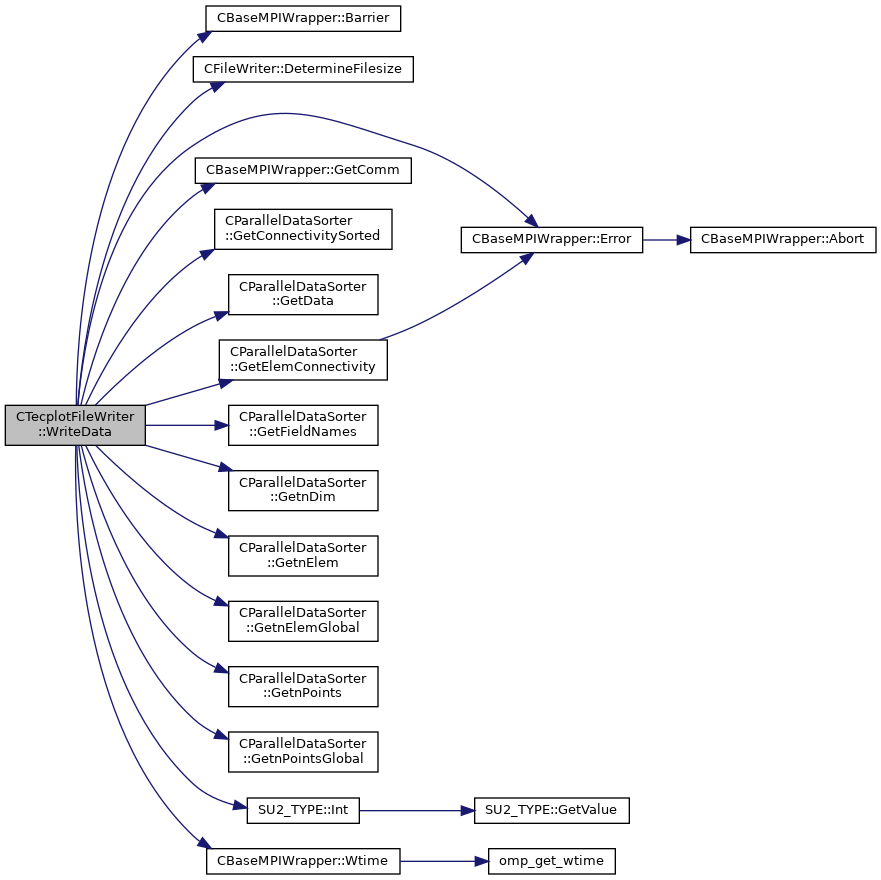 CBaseMPIWrapper::Barrier
CFileWriter::DetermineFilesize
CBaseMPIWrapper::GetComm
CParallelDataSorter
::GetConnectivitySorted
CBaseMPIWrapper::Error
CBaseMPIWrapper::Abort
CParallelDataSorter
::GetData
CParallelDataSorter
::GetElemConnectivity
CTecplotFileWriter
::WriteData
CParallelDataSorter
::GetFieldNames
CParallelDataSorter
::GetnDim
CParallelDataSorter
::GetnElem
CParallelDataSorter
::GetnElemGlobal
CParallelDataSorter
::GetnPoints
CParallelDataSorter
::GetnPointsGlobal
SU2_TYPE::Int
SU2_TYPE::GetValue
CBaseMPIWrapper::Wtime
omp_get_wtime